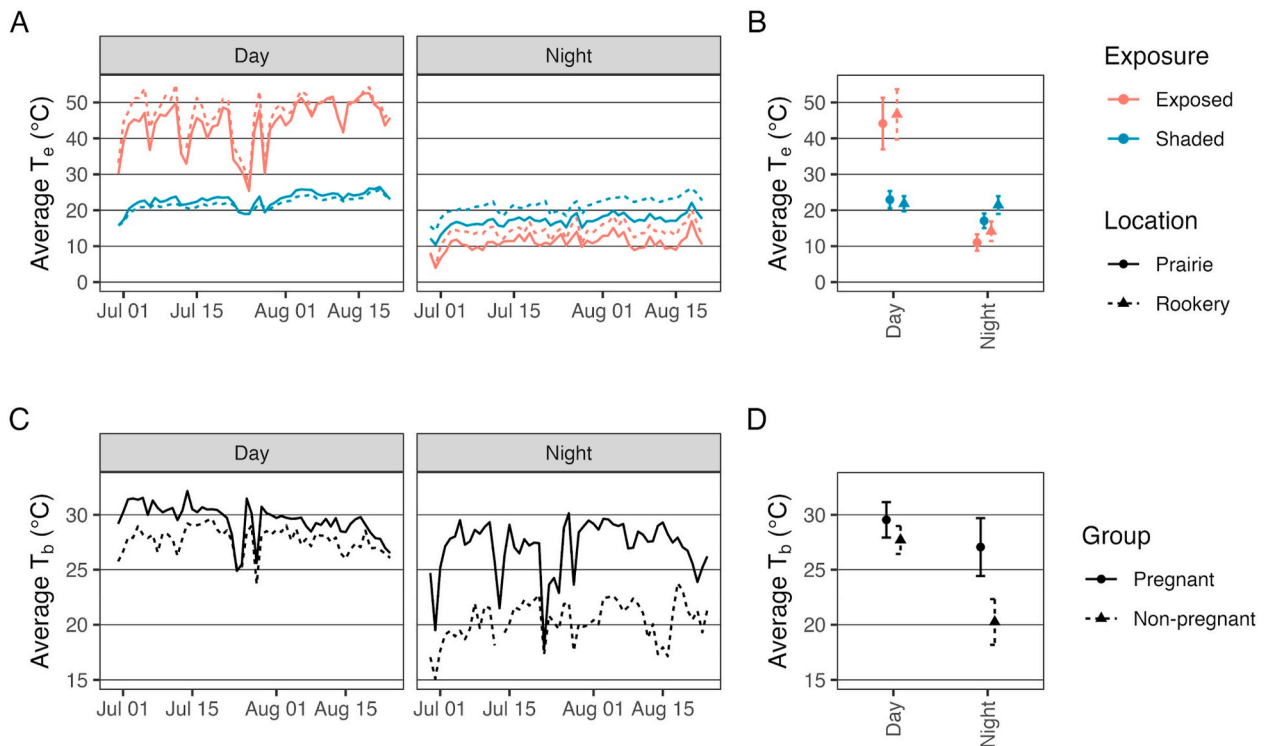 A
Day
Night
Average Te (°C)
50
40
30
20
10
0
Jul 01
Jul 15
Aug 01
Aug 15
Jul 01
Jul 15
Aug 01
Aug 15
B
Average Te (°C)
50
40
30
20
10
0
Day
Night
Exposure
Exposed
Shaded
Location
Prairie
Rookery
C
Day
Night
Average Tb (°C)
30
25
20
15
Jul 01
Jul 15
Aug 01
Aug 15
Jul 01
Jul 15
Aug 01
Aug 15
D
Average Tb (°C)
30
25
20
15
Day
Night
Group
Pregnant
Non-pregnant